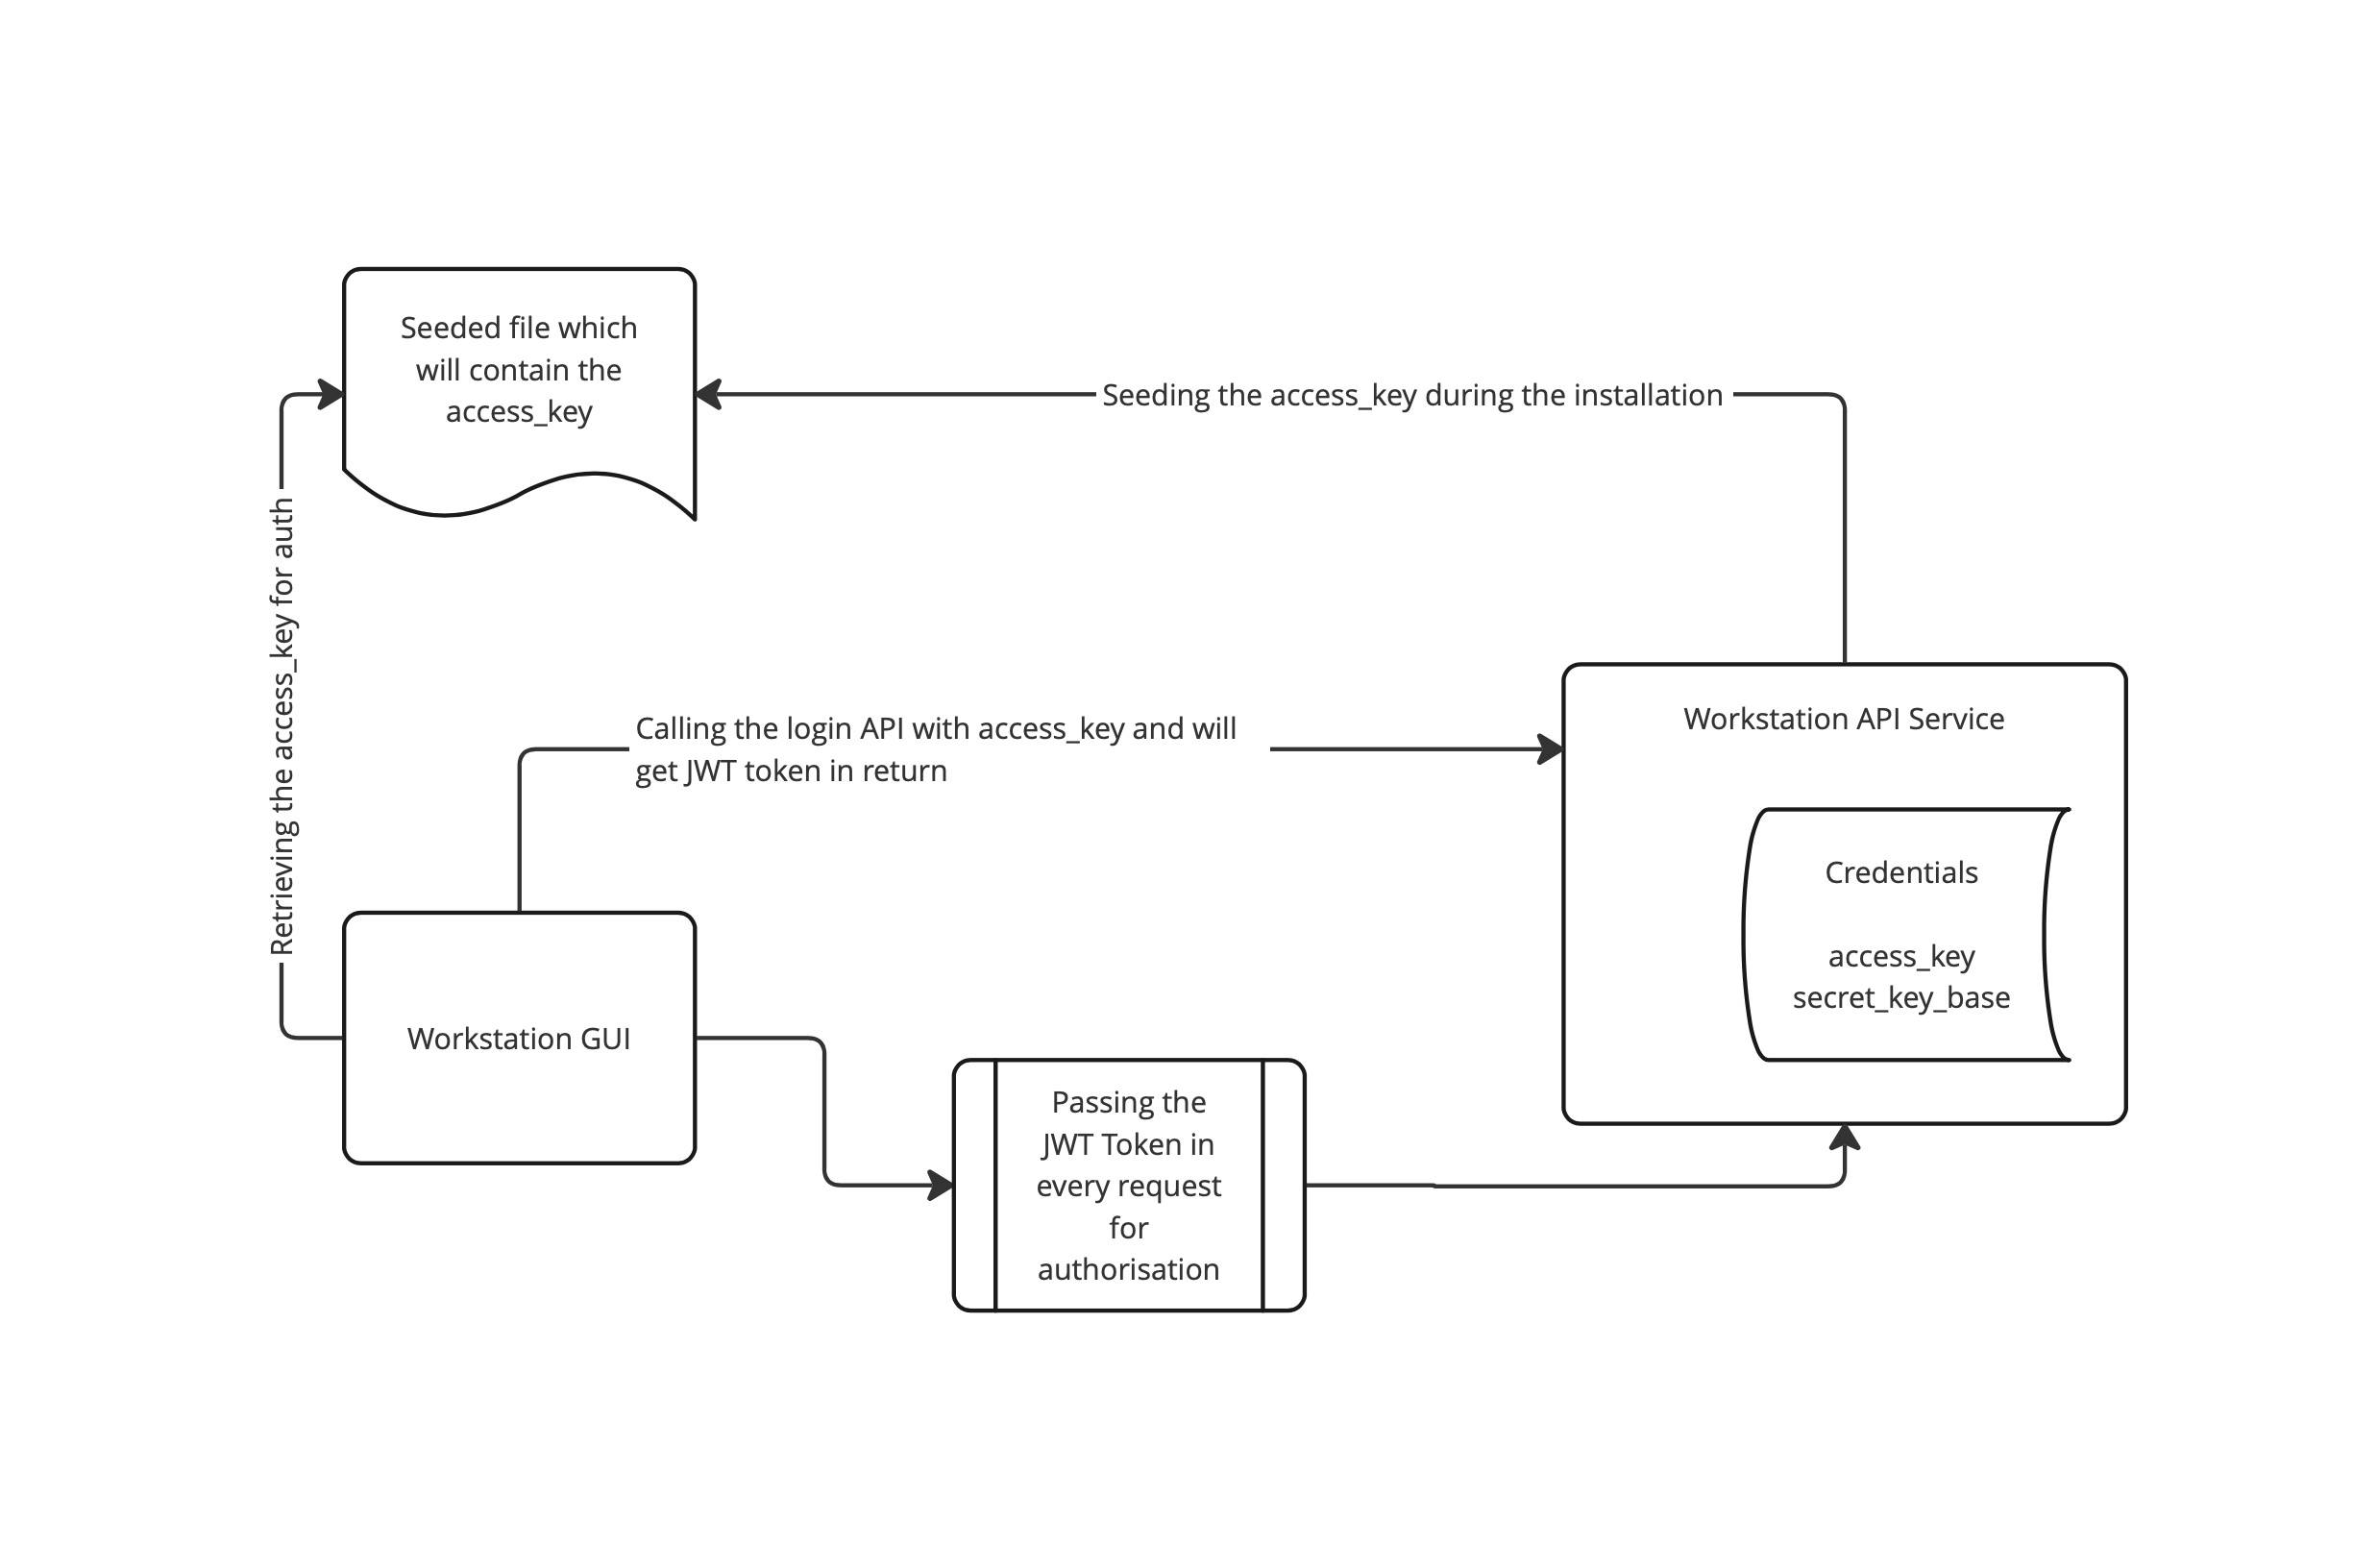 Seeded file which
will contain the
access_key
Seeding the access_key during the installation
Retrieving the access_key for auth
Calling the login API with access_key and will
get JWT token in return
Workstation API Service
Credentials
access_key
secret_key_base
Workstation GUI
Passing the
JWT Token in
every request
for
authorisation